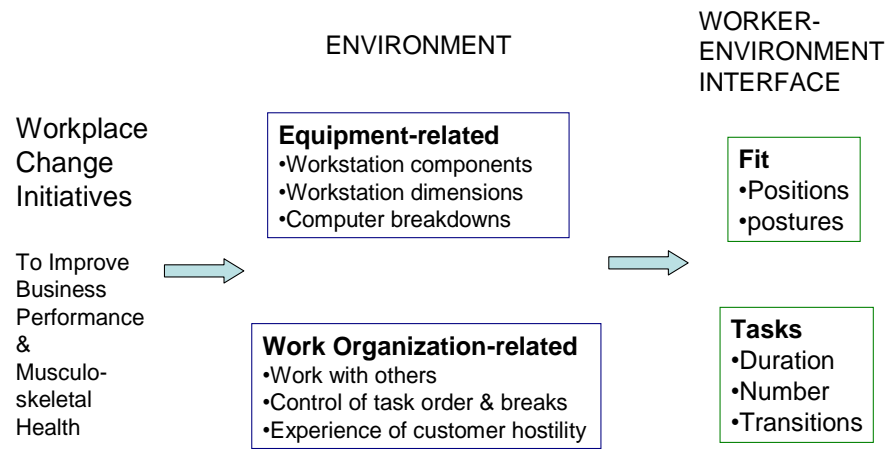 ENVIRONMENT
WORKER-
ENVIRONMENT
INTERFACE
Workplace
Change
Initiatives
To Improve
Business
Performance
&
Musculo-
skeletal
Health
Equipment-related
•Workstation components
•Workstation dimensions
•Computer breakdowns
Work Organization-related
•Work with others
•Control of task order & breaks
•Experience of customer hostility
Fit
•Positions
•postures
Tasks
•Duration
•Number
•Transitions